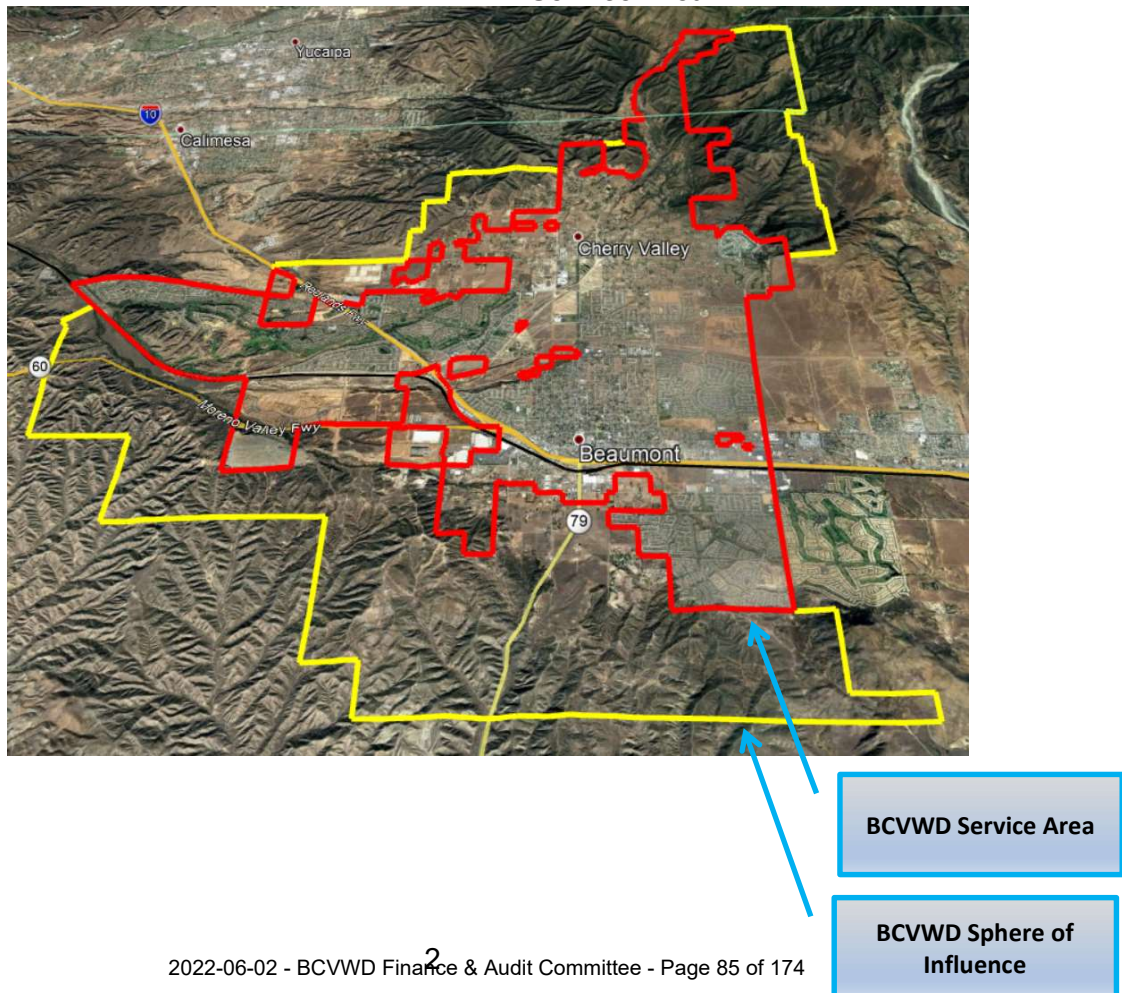 Yucaipa
10
Calimesa
Cherry Valley
Redlands Fwy
60
Moreno Valley Fwy
Beaumont
79
BCVWD Service Area
BCVWD Sphere of
Influence
2
2022-06-02 - BCVWD Finance & Audit Committee - Page 85 of 174